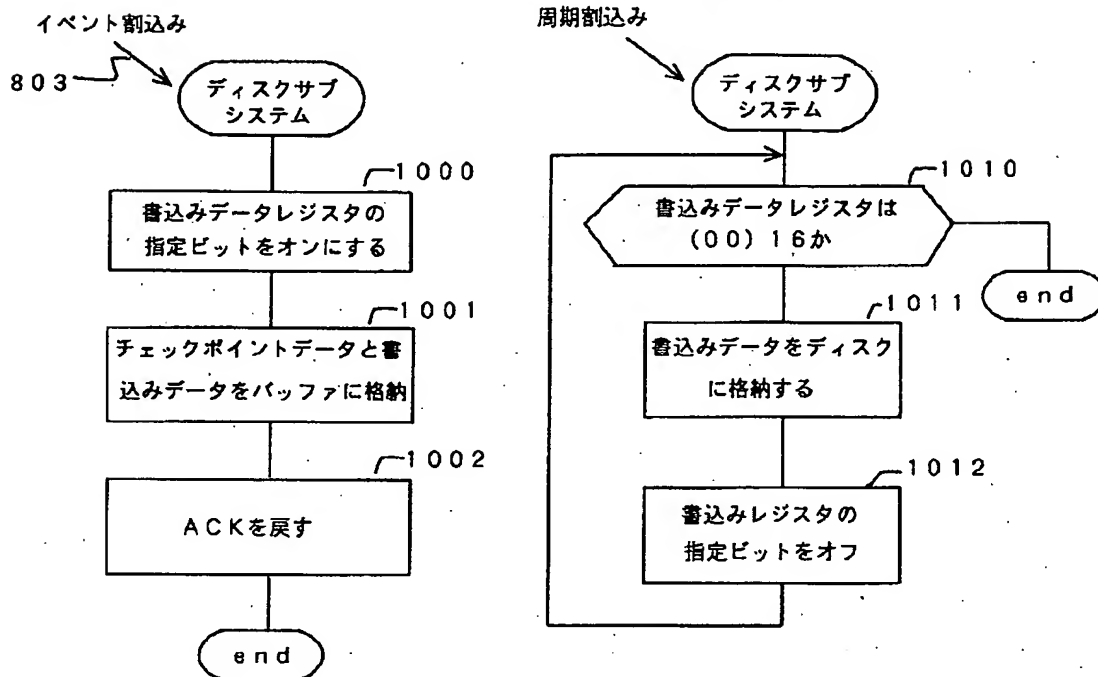 イベント割込み
803
ディスクサブ
システム
1000
書込みデータレジスタの
指定ビットをオンにする
1001
チェックポイントデータと書
込みデータをバッファに格納
1002
ACKを戻す
end
周期割込み
ディスクサブ
システム
1010
書込みデータレジスタは
(00)16か
end
1011
書込みデータをディスク
に格納する
1012
書込みレジスタの
指定ビットをオフ